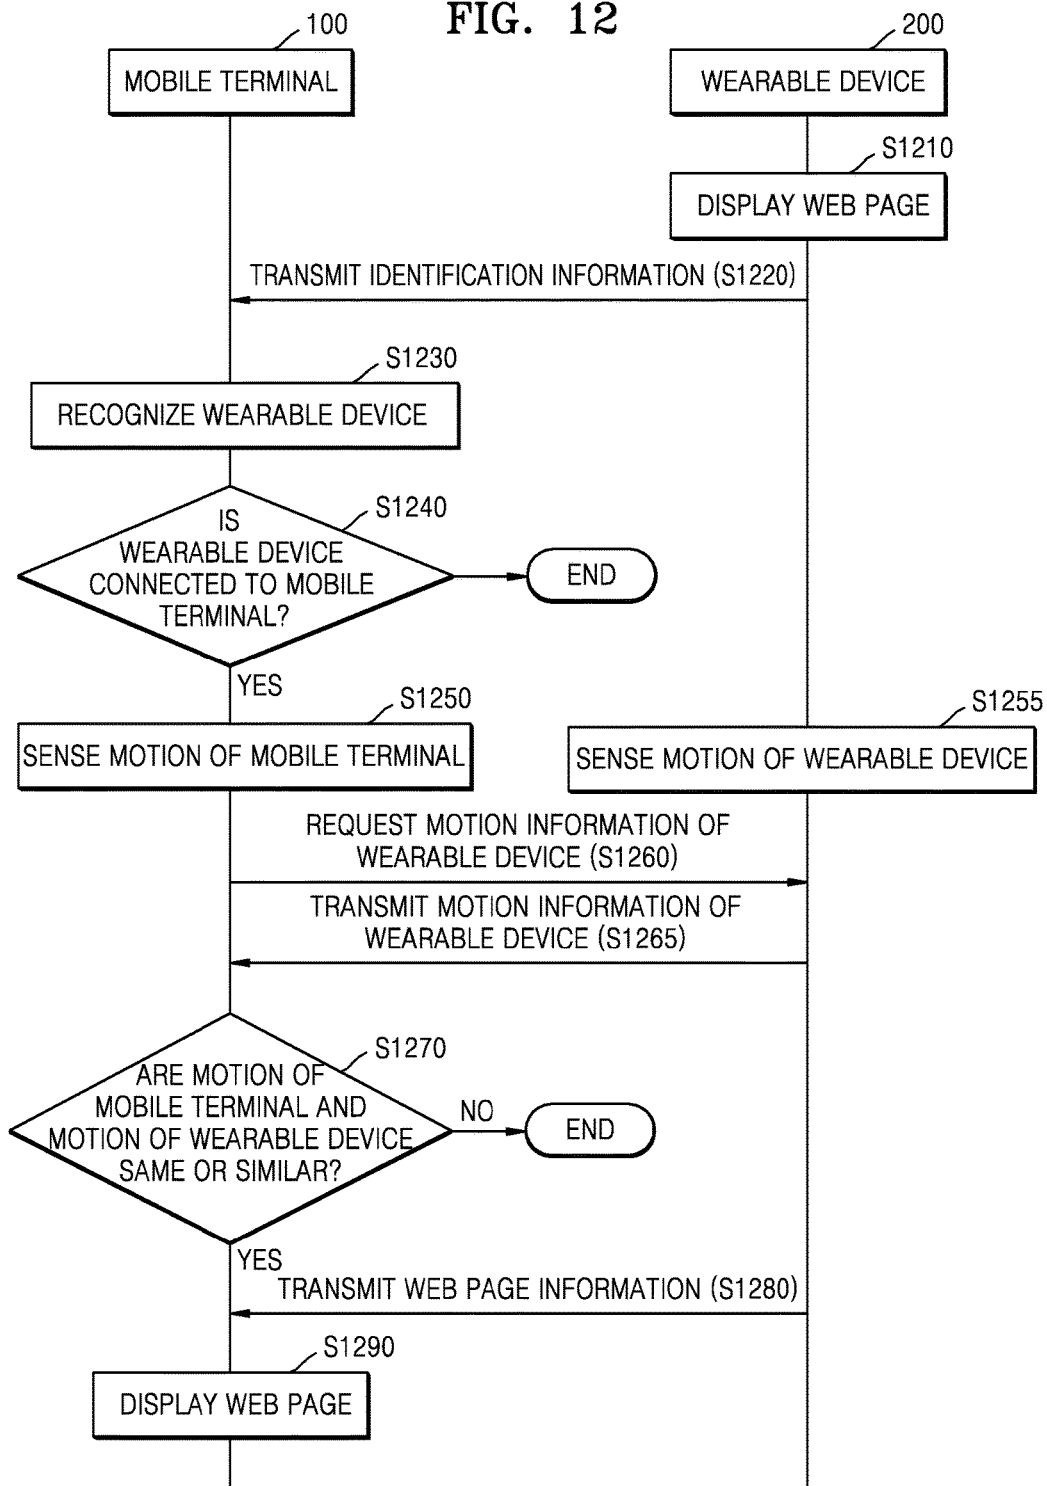 FIG. 12
100
200
MOBILE TERMINAL
WEARABLE DEVICE
S1210
DISPLAY WEB PAGE
TRANSMIT IDENTIFICATION INFORMATION (S1220)
S1230
RECOGNIZE WEARABLE DEVICE
S1240
IS
WEARABLE DEVICE
CONNECTED TO MOBILE
TERMINAL?
END
YES
S1250
S1255
SENSE MOTION OF MOBILE TERMINAL
SENSE MOTION OF WEARABLE DEVICE
REQUEST MOTION INFORMATION OF
WEARABLE DEVICE (S1260)
TRANSMIT MOTION INFORMATION OF
WEARABLE DEVICE (S1265)
S1270
ARE MOTION OF
MOBILE TERMINAL AND
MOTION OF WEARABLE DEVICE
SAME OR SIMILAR?
NO
END
YES
TRANSMIT WEB PAGE INFORMATION (S1280)
S1290
DISPLAY WEB PAGE